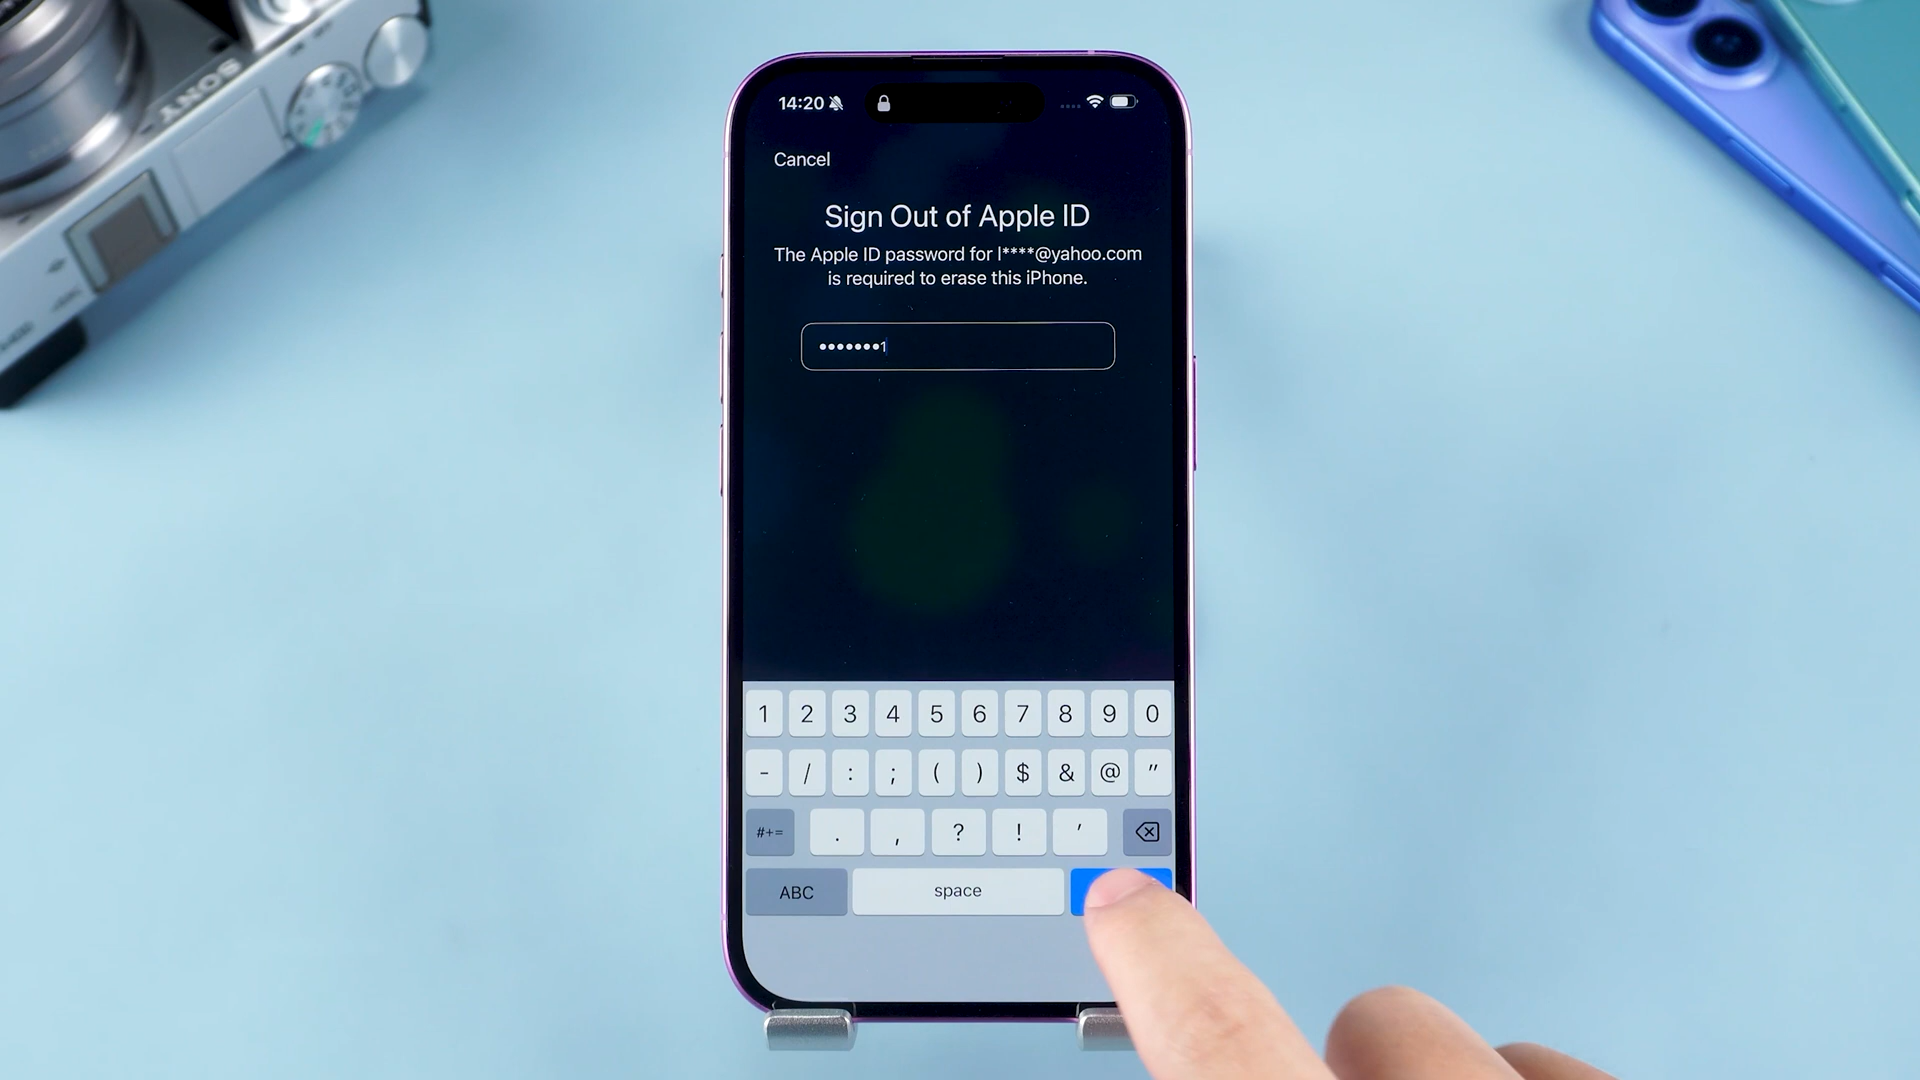 SONY
14:20
Cancel
Sign Out of Apple ID
The Apple ID password for l****@yahoo.com
is required to erase this iPhone.
•••••••1
1 2 3 4 5 6 7 8 9 0
- / : ; ( ) $ & @ "
#+= . , ? ! '
ABC space